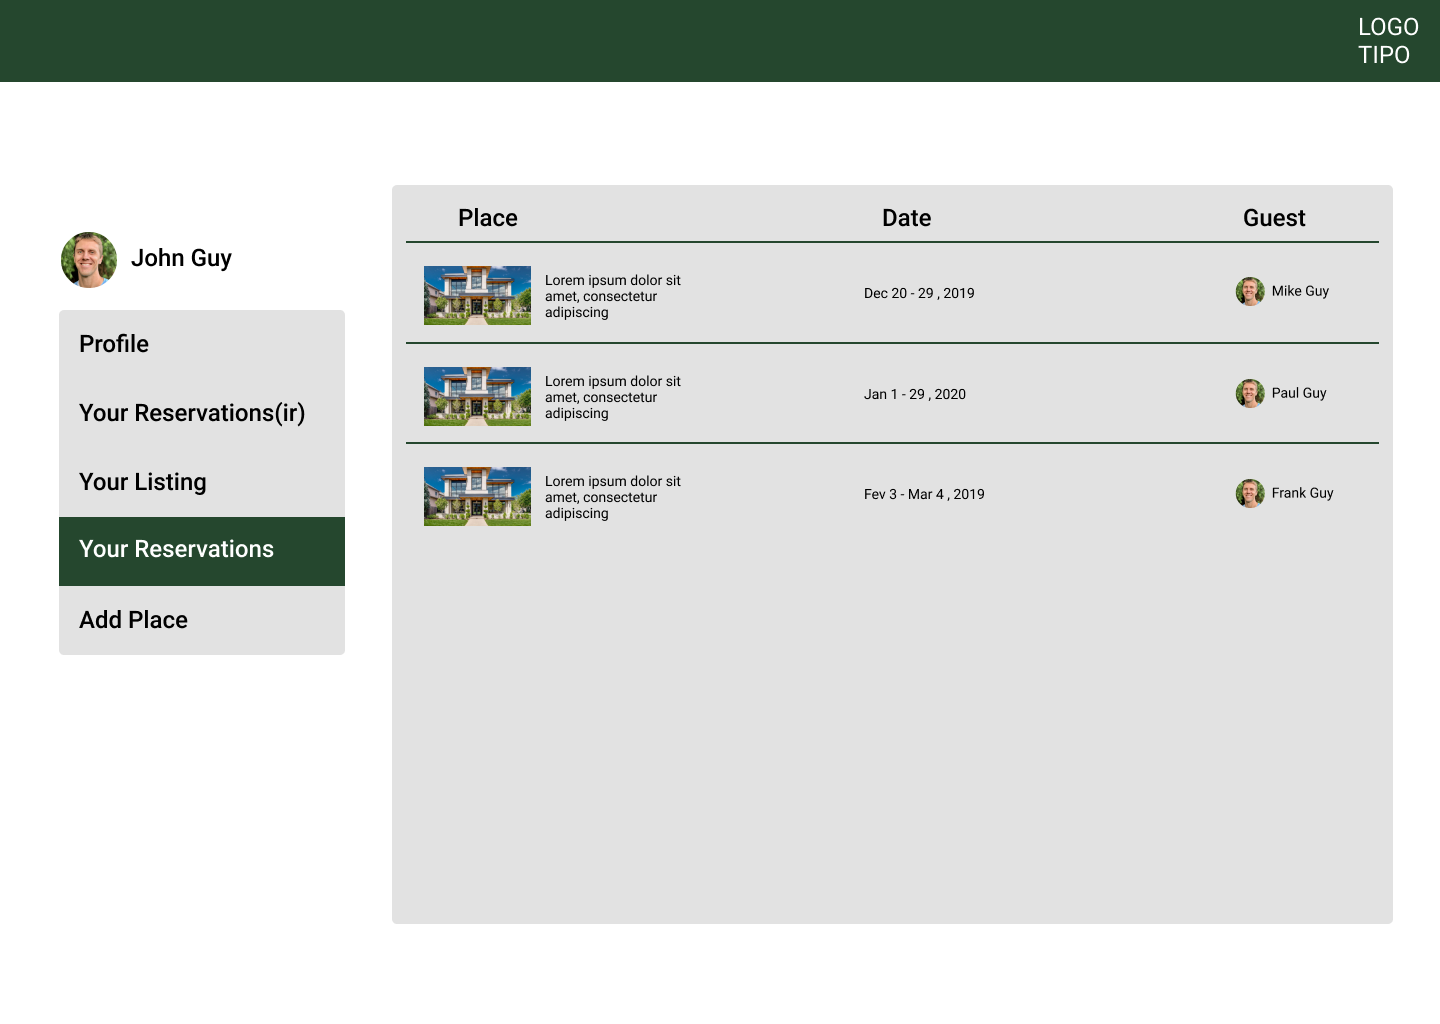 LOGO
TIPO
John Guy
Profile
Your Reservations(ir)
Your Listing
Your Reservations
Add Place
Place Date Guest
Lorem ipsum dolor sit
amet, consectetur
adipiscing
Dec 20 - 29 , 2019
Mike Guy
Lorem ipsum dolor sit
amet, consectetur
adipiscing
Jan 1 - 29 , 2020
Paul Guy
Lorem ipsum dolor sit
amet, consectetur
adipiscing
Fev 3 - Mar 4 , 2019
Frank Guy